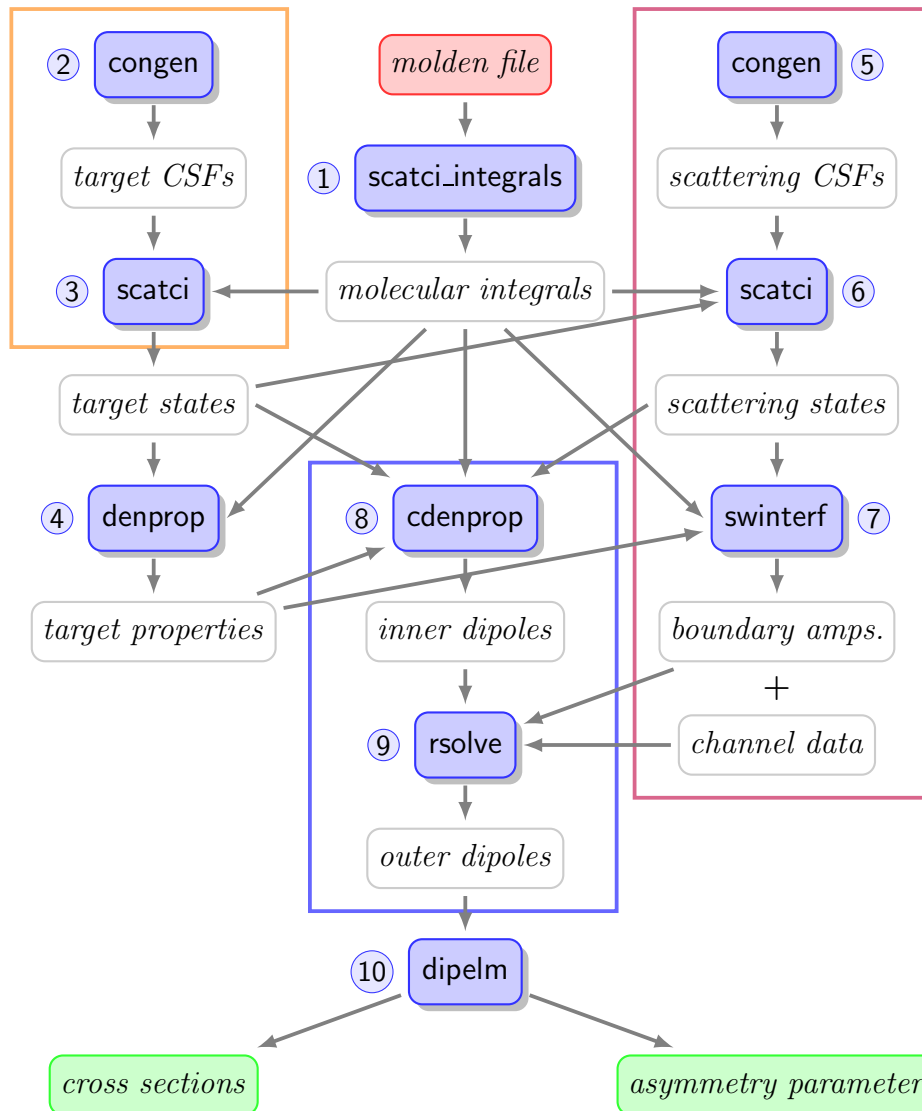 2 congen
molden file
congen 5
target CSFs
1 scatci_integrals
scattering CSFs
3 scatci
molecular integrals
scatci 6
target states
scattering states
4 denprop
8 cdenprop
swinterf 7
target properties
inner dipoles
boundary amps.
+
9 rsolve
channel data
outer dipoles
10 dipelm
cross sections
asymmetry parameter